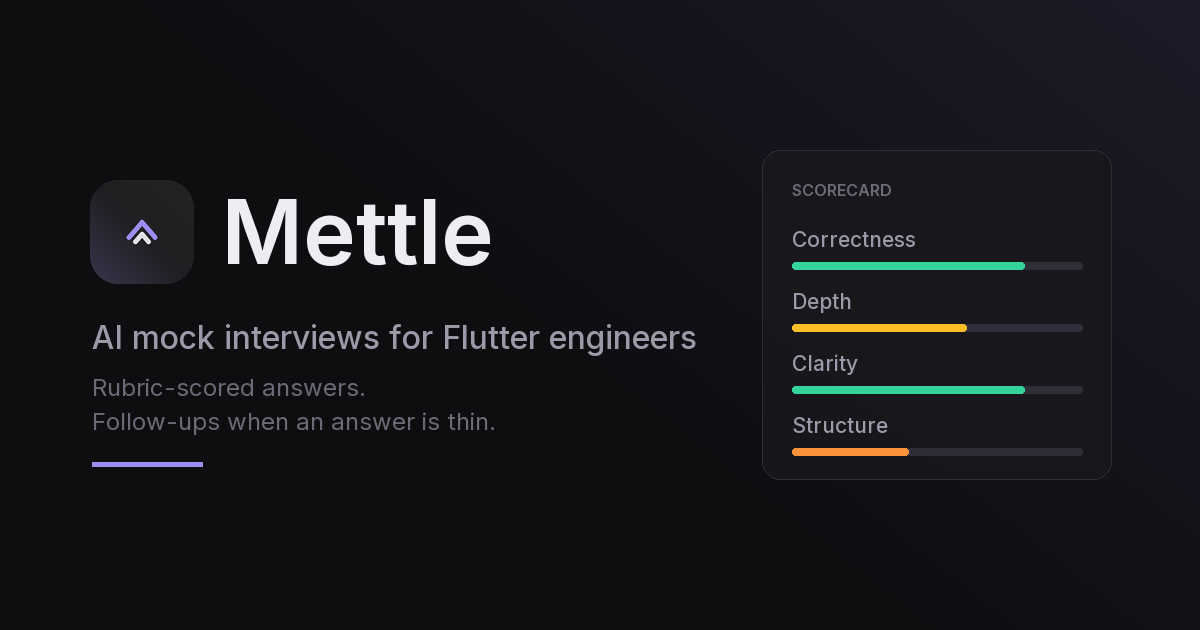 Mettle
AI mock interviews for Flutter engineers
Rubric-scored answers.
Follow-ups when an answer is thin.
SCORECARD
Correctness
Depth
Clarity
Structure